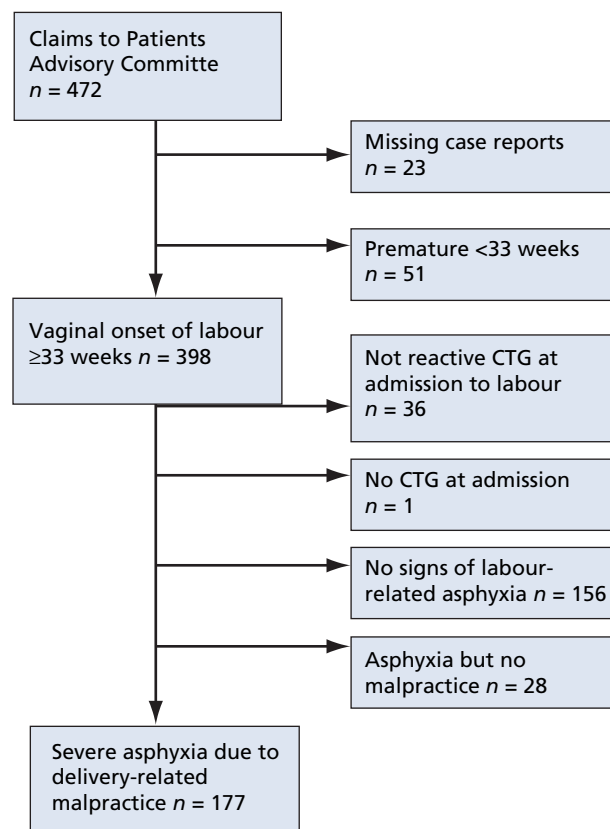 Claims to Patients
Advisory Committe
n = 472
Missing case reports
n = 23
Premature <33 weeks
n = 51
Vaginal onset of labour
≥33 weeks n = 398
Not reactive CTG at
admission to labour
n = 36
No CTG at admission
n = 1
No signs of labour-
related asphyxia n = 156
Asphyxia but no
malpractice n = 28
Severe asphyxia due to
delivery-related
malpractice n = 177